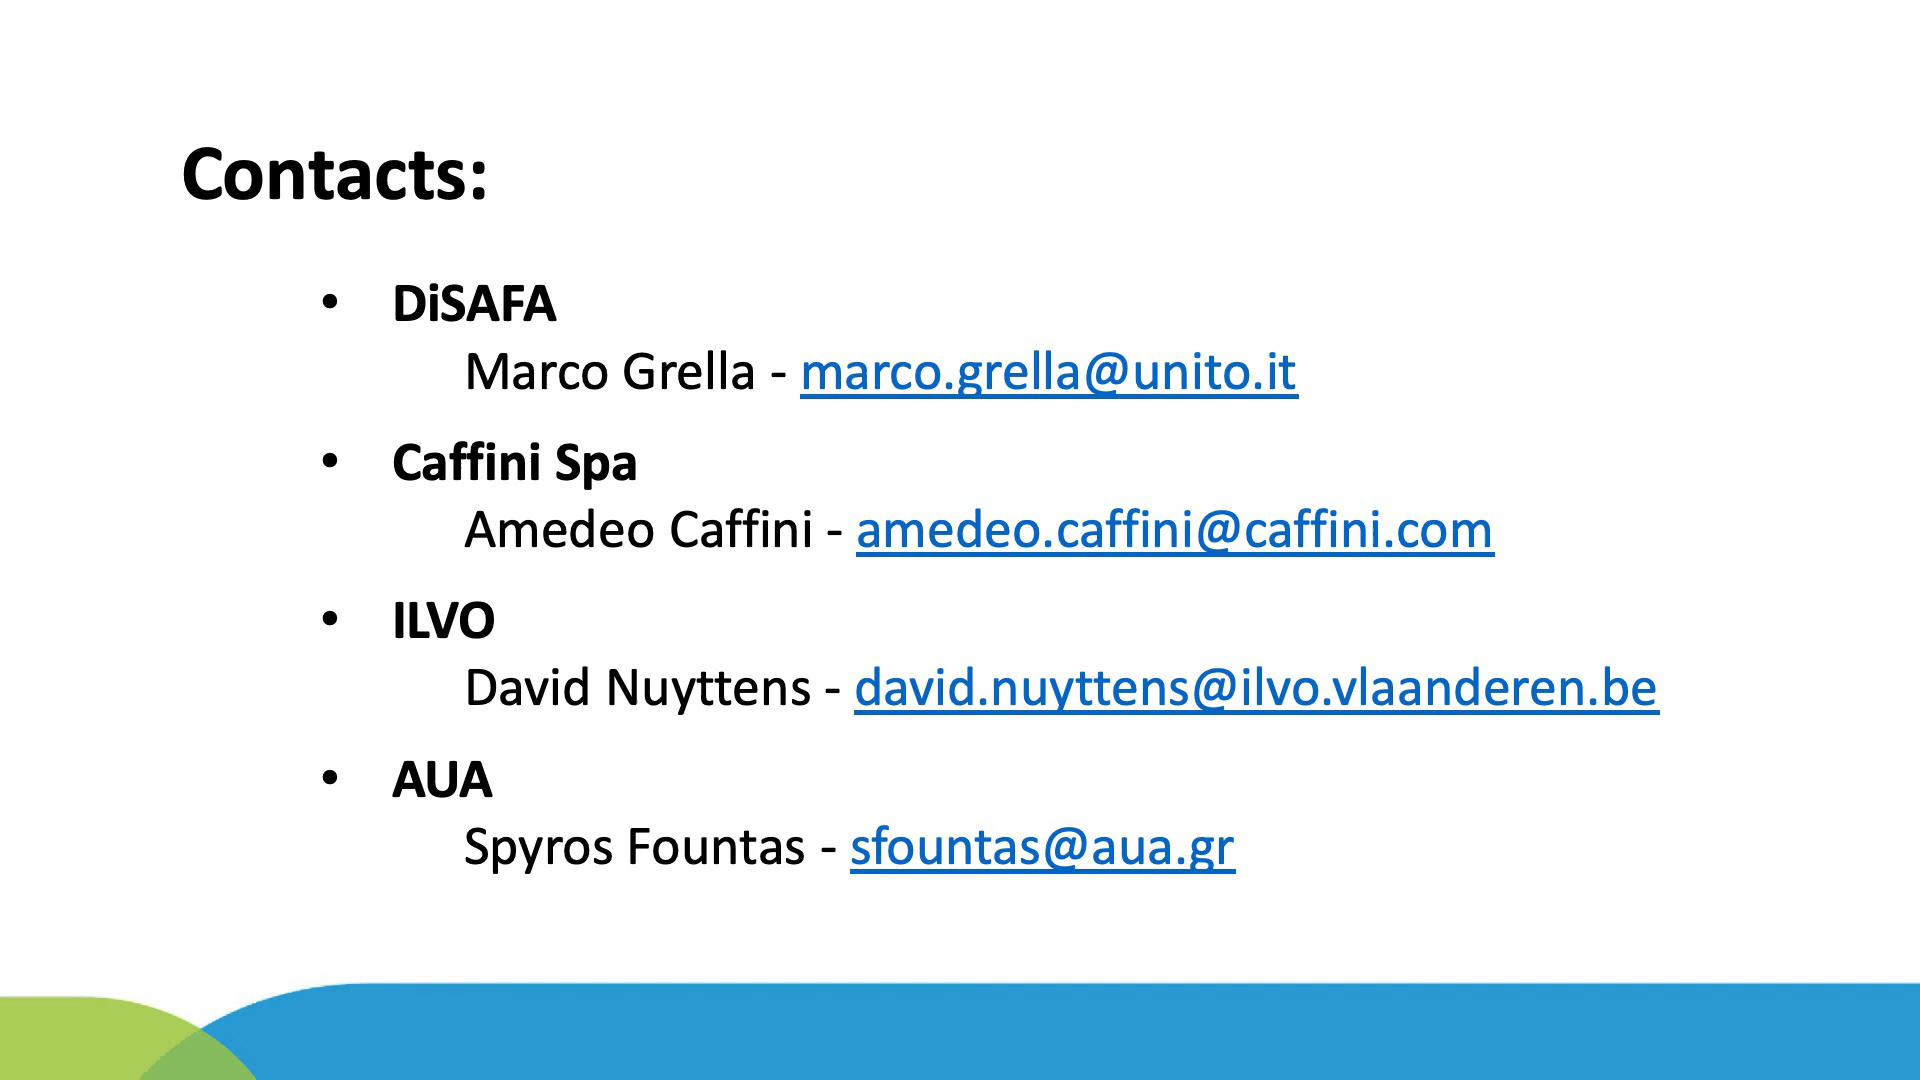 Contacts:
• DiSAFA
Marco Grella - marco.grella@unito.it
• Caffini Spa
Amedeo Caffini - amedeo.caffini@caffini.com
• ILVO
David Nuyttens - david.nuyttens@ilvo.vlaanderen.be
• AUA
Spyros Fountas - sfountas@aua.gr